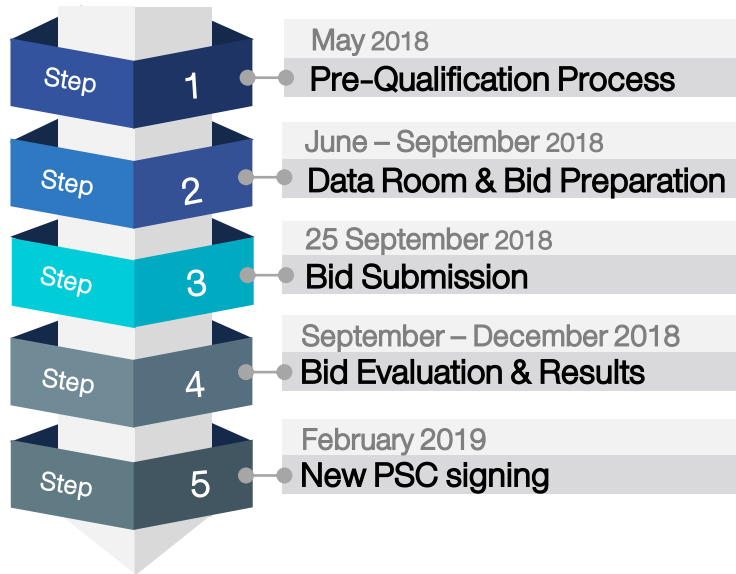 Step 1
May 2018
Pre-Qualification Process
Step 2
June – September 2018
Data Room & Bid Preparation
Step 3
25 September 2018
Bid Submission
Step 4
September – December 2018
Bid Evaluation & Results
Step 5
February 2019
New PSC signing